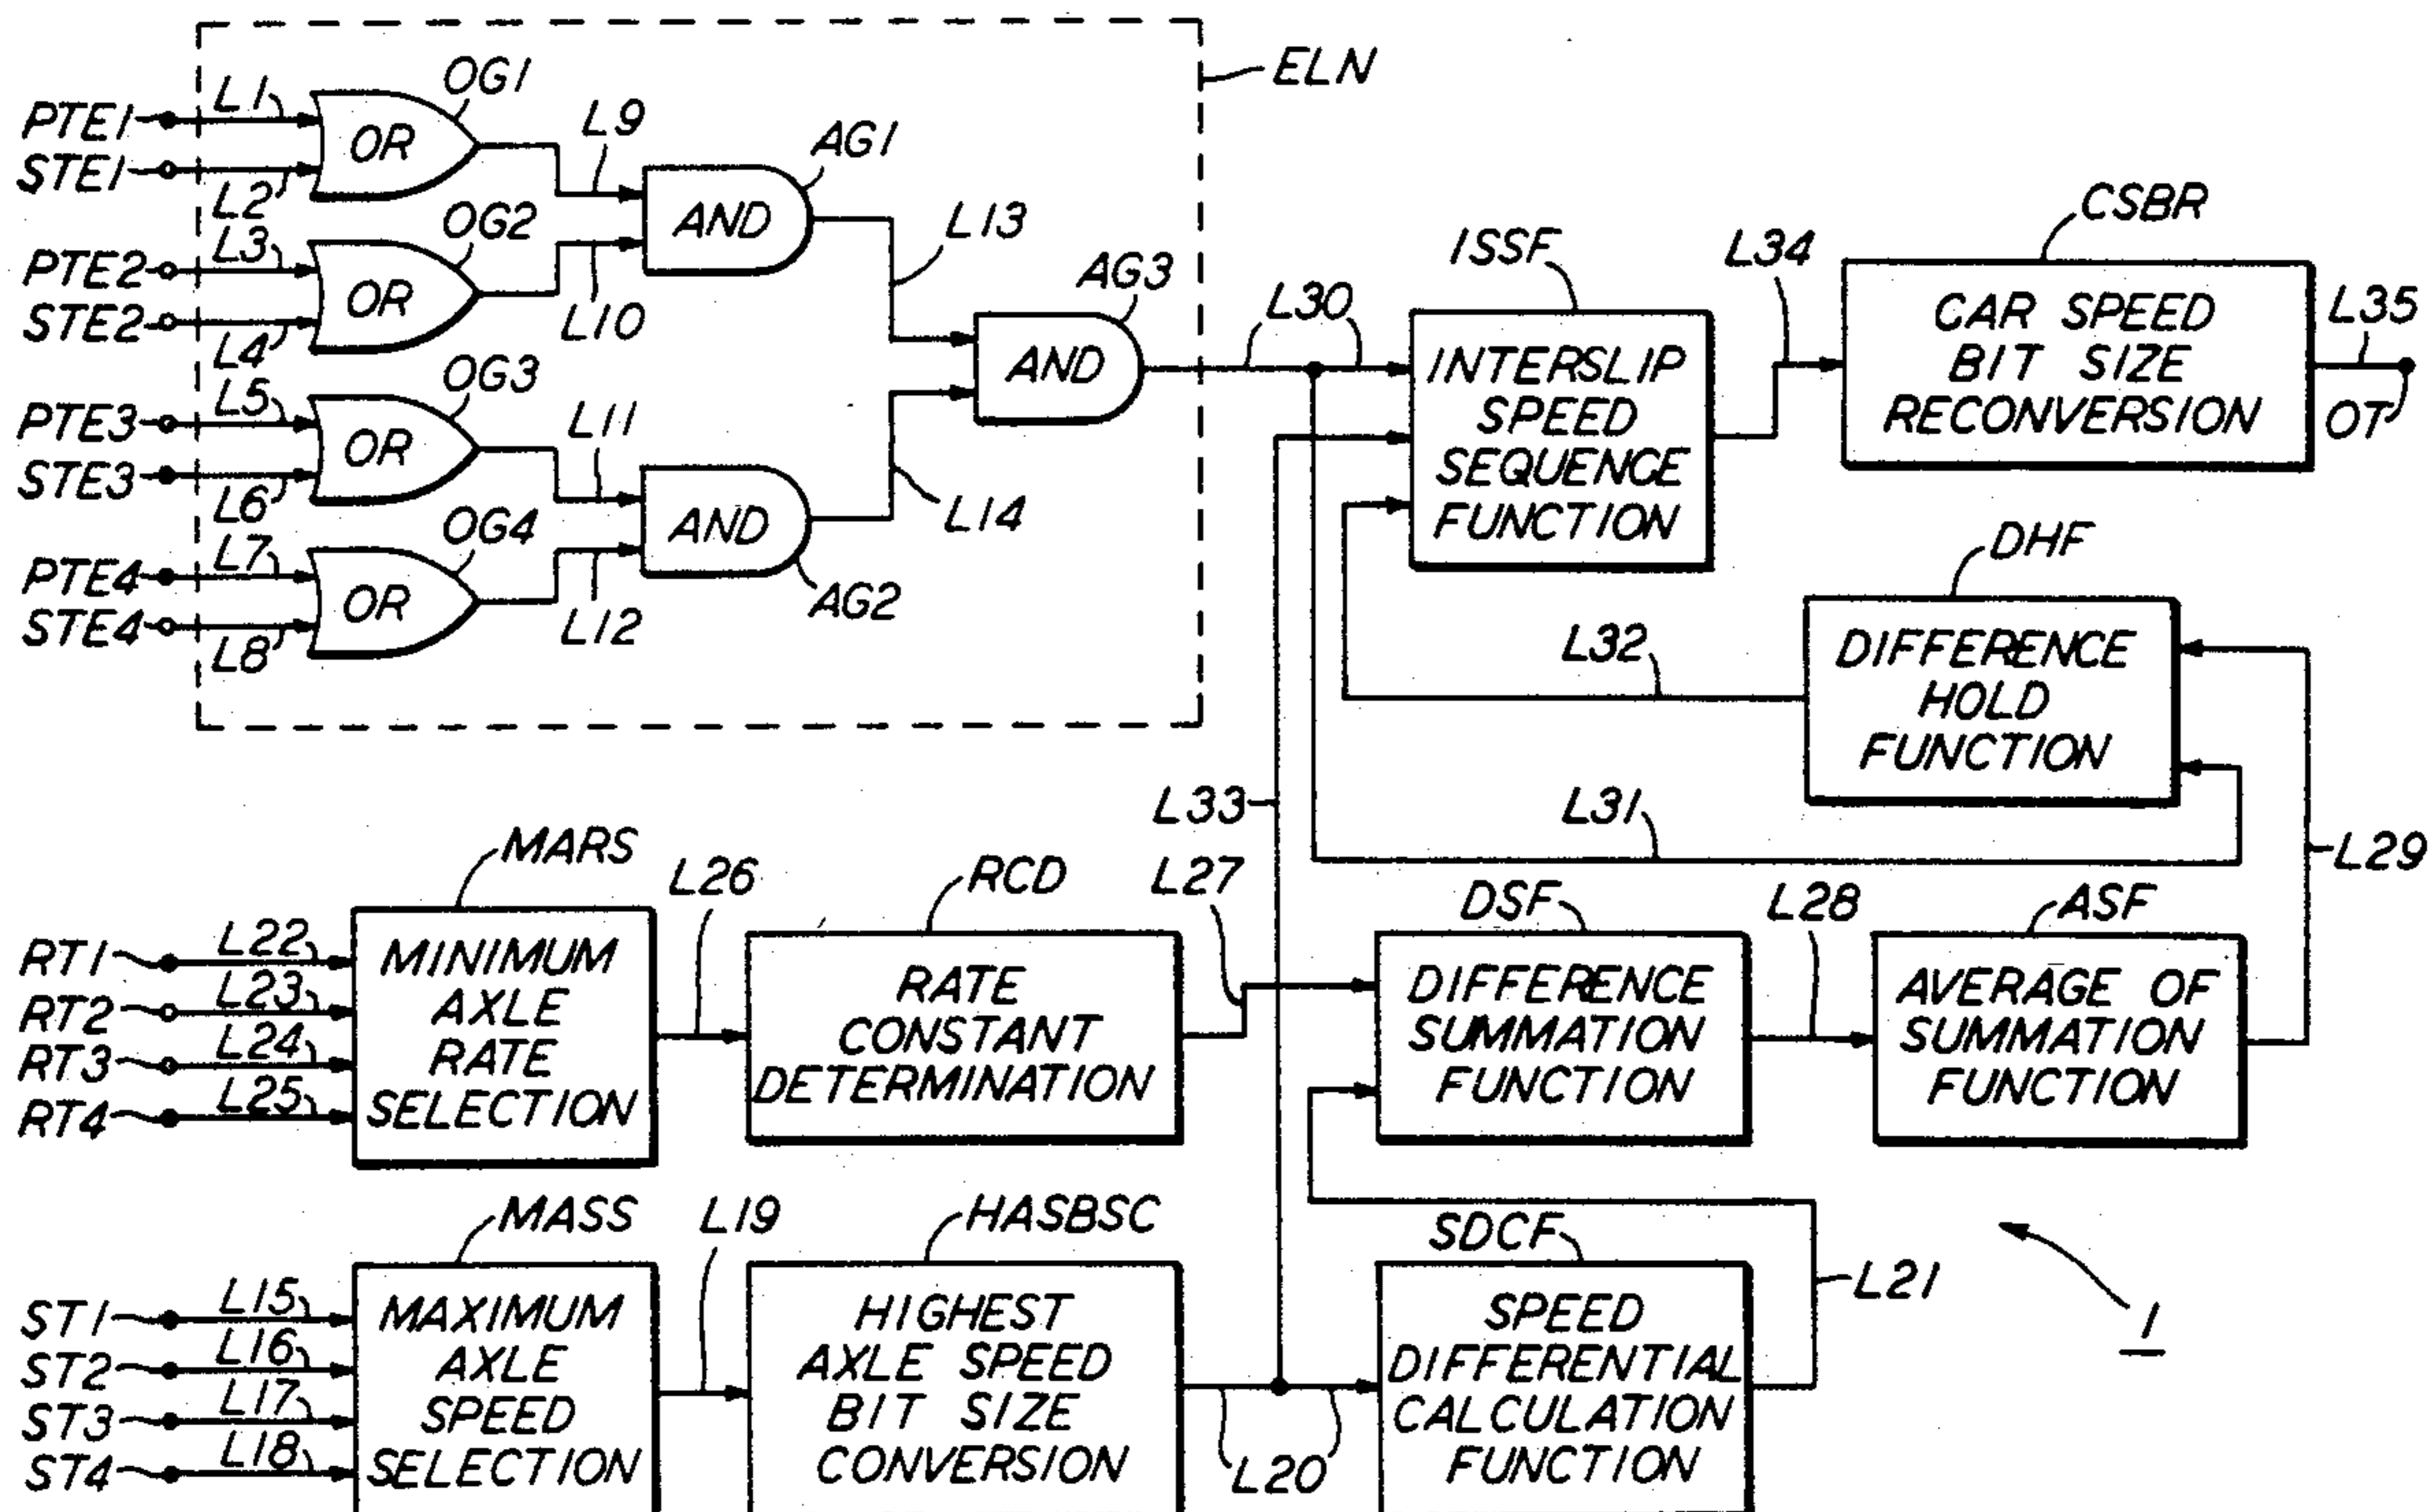 ELN
PTE1
STE1
PTE2
STE2
PTE3
STE3
PTE4
STE4
L1
L2
L3
L4
L5
L6
L7
L8
OG1
OR
OG2
OR
OG3
OR
OG4
OR
L9
L10
L11
L12
AG1
AND
AND
AG2
L13
L14
AG3
AND
L30
ISSF
INTERSLIP
SPEED
SEQUENCE
FUNCTION
L34
CSBR
CAR SPEED
BIT SIZE
RECONVERSION
L35
OT
DHF
DIFFERENCE
HOLD
FUNCTION
L32
L33
L31
L29
MARS
RT1
RT2
RT3
RT4
L22
L23
L24
L25
MINIMUM
AXLE
RATE
SELECTION
L26
RCD
RATE
CONSTANT
DETERMINATION
L27
DSF
DIFFERENCE
SUMMATION
FUNCTION
L28
ASF
AVERAGE OF
SUMMATION
FUNCTION
MASS
ST1
ST2
ST3
ST4
L15
L16
L17
L18
MAXIMUM
AXLE
SPEED
SELECTION
L19
HASBSC
HIGHEST
AXLE SPEED
BIT SIZE
CONVERSION
L20
SDCF
SPEED
DIFFERENTIAL
CALCULATION
FUNCTION
L21
1